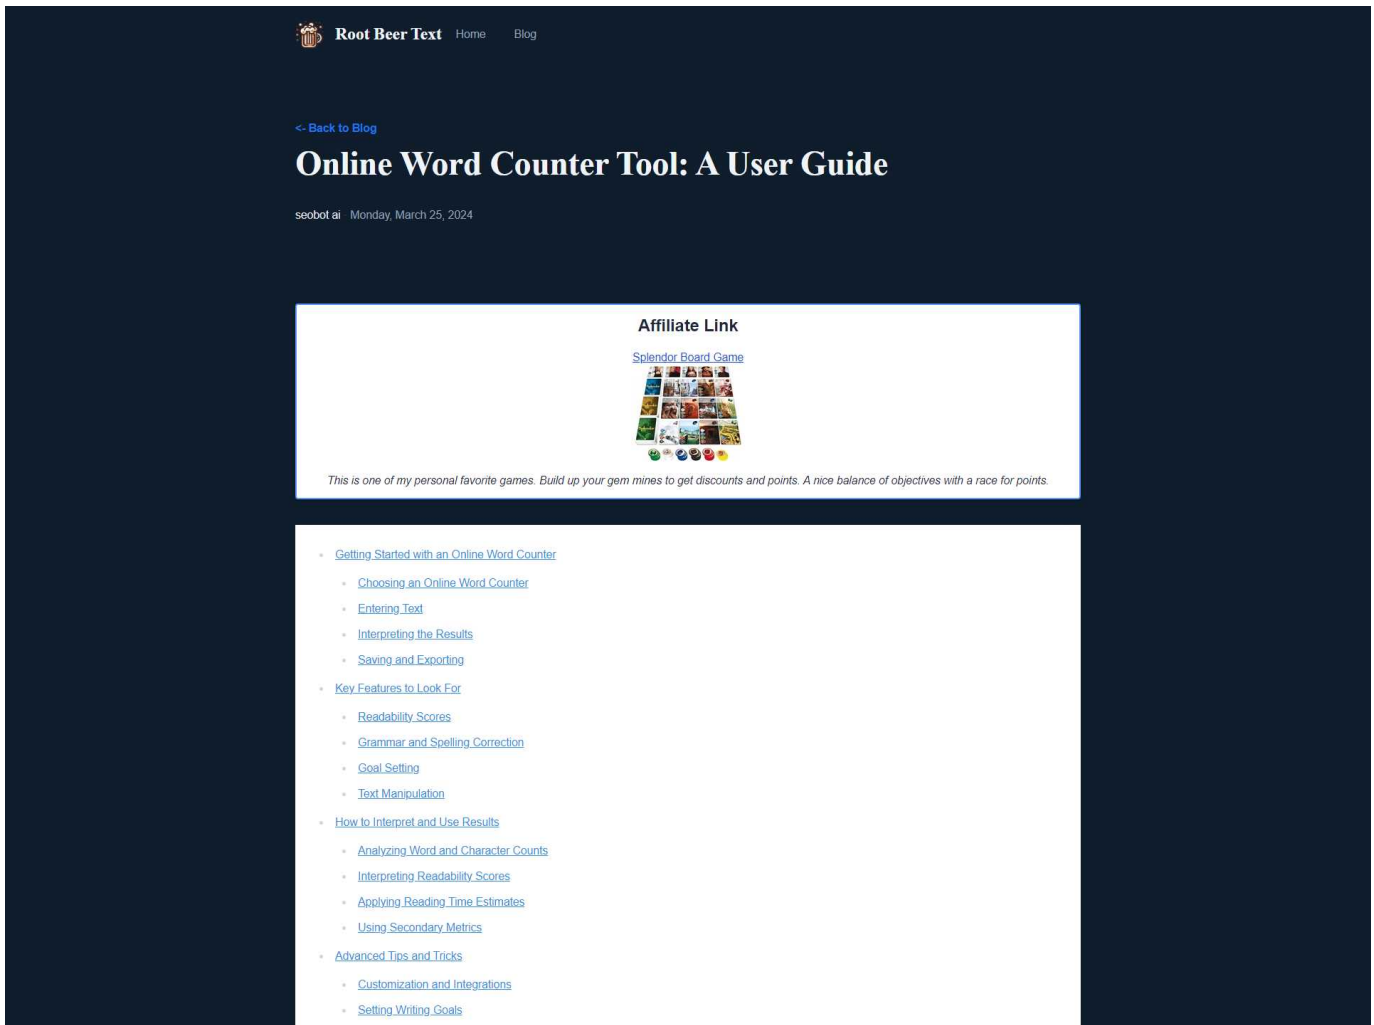 Root Beer Text Home Blog
<- Back to Blog
Online Word Counter Tool: A User Guide
seobot ai Monday, March 25, 2024
Affiliate Link
Splendor Board Game
This is one of my personal favorite games. Build up your gem mines to get discounts and points. A nice balance of objectives with a race for points.
Getting Started with an Online Word Counter
Choosing an Online Word Counter
Entering Text
Interpreting the Results
Saving and Exporting
Key Features to Look For
Readability Scores
Grammar and Spelling Correction
Goal Setting
Text Manipulation
How to Interpret and Use Results
Analyzing Word and Character Counts
Interpreting Readability Scores
Applying Reading Time Estimates
Using Secondary Metrics
Advanced Tips and Tricks
Customization and Integrations
Setting Writing Goals